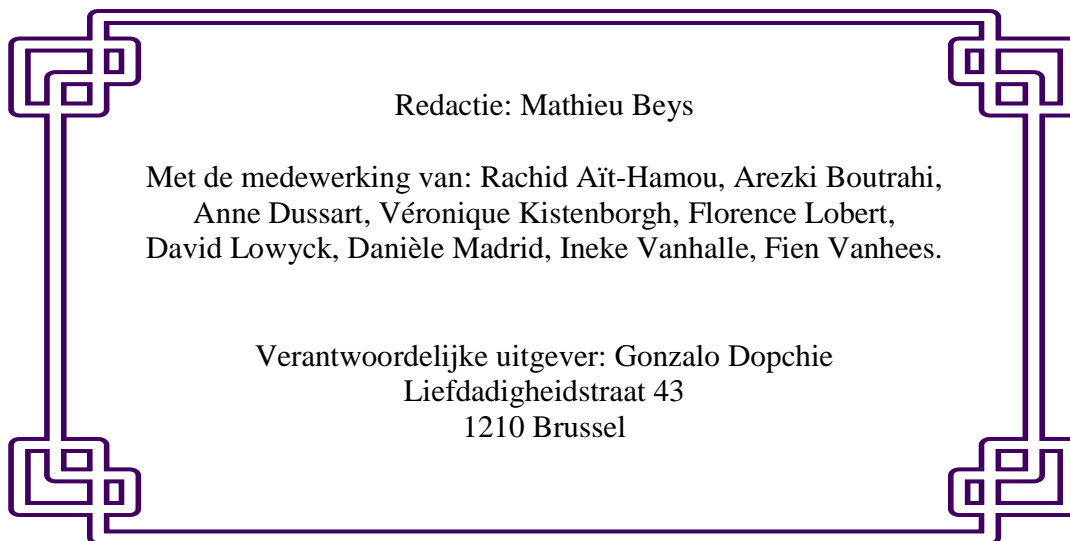 Redactie: Mathieu Beys
Met de medewerking van: Rachid Aït-Hamou, Arezki Boutrahi,
Anne Dussart, Véronique Kistenborgh, Florence Lobert,
David Lowyck, Danièle Madrid, Ineke Vanhalle, Fien Vanhees.
Verantwoordelijke uitgever: Gonzalo Dopchie
Liefdadigheidstraat 43
1210 Brussel